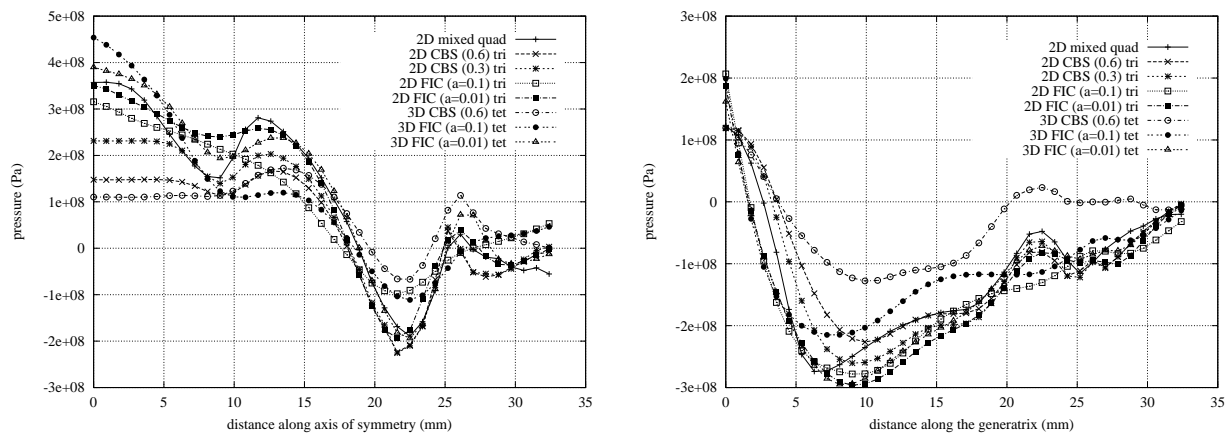 5e+08
4e+08
3e+08
2e+08
1e+08
0
-1e+08
-2e+08
-3e+08
pressure (Pa)
0 5 10 15 20 25 30 35
distance along axis of symmetry (mm)
2D mixed quad
2D CBS (0.6) tri
2D CBS (0.3) tri
2D FIC (a=0.1) tri
2D FIC (a=0.01) tri
3D CBS (0.6) tet
3D FIC (a=0.1) tet
3D FIC (a=0.01) tet
3e+08
2e+08
1e+08
0
-1e+08
-2e+08
-3e+08
pressure (Pa)
0 5 10 15 20 25 30 35
distance along the generatrix (mm)
2D mixed quad
2D CBS (0.6) tri
2D CBS (0.3) tri
2D FIC (a=0.1) tri
2D FIC (a=0.01) tri
3D CBS (0.6) tet
3D FIC (a=0.1) tet
3D FIC (a=0.01) tet